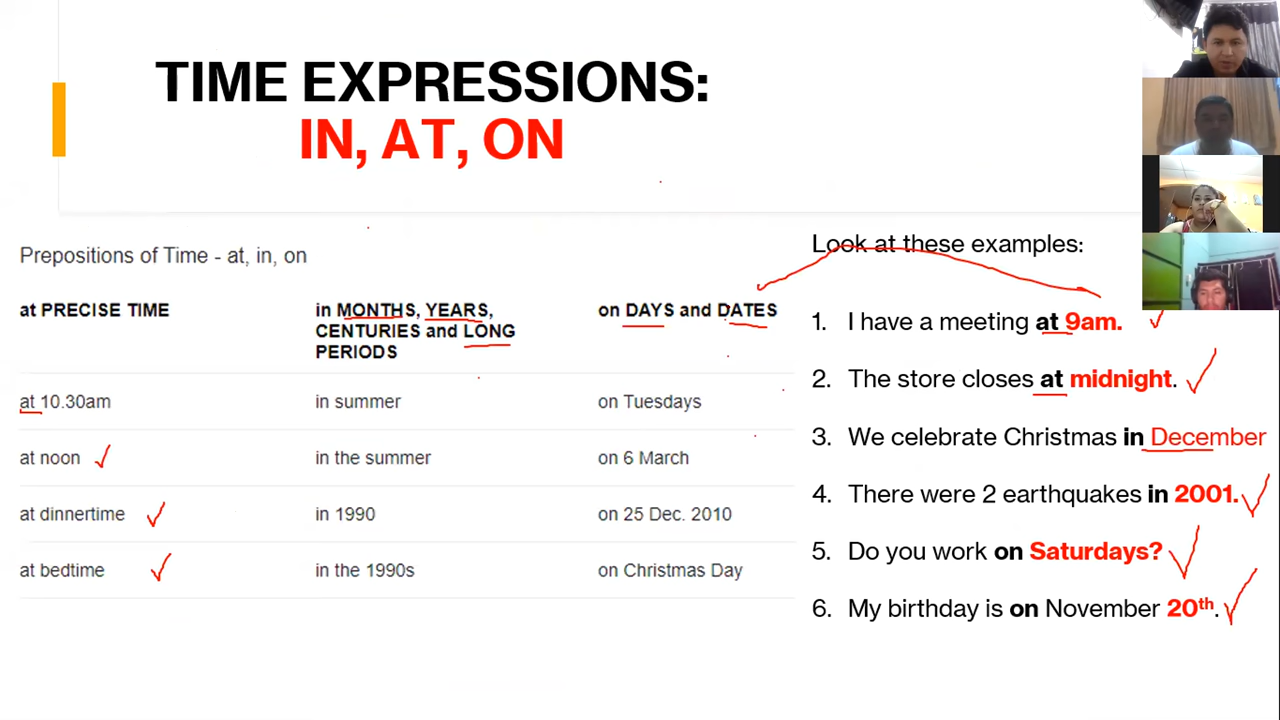 TIME EXPRESSIONS:
IN, AT, ON
Prepositions of Time - at, in, on
at PRECISE TIME
in MONTHS, YEARS,
CENTURIES and LONG
PERIODS
on DAYS and DATES
at 10.30am
in summer
on Tuesdays
at noon
in the summer
on 6 March
at dinnertime
in 1990
on 25 Dec. 2010
at bedtime
in the 1990s
on Christmas Day
Look at these examples:
1. I have a meeting at 9am.
2. The store closes at midnight.
3. We celebrate Christmas in December
4. There were 2 earthquakes in 2001.
5. Do you work on Saturdays?
6. My birthday is on November 20th.